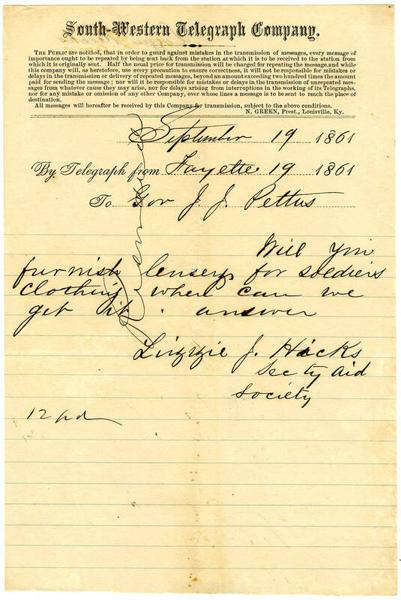 South-Western Telegraph Company.
THE PUBLIC are notified, that in order to guard against mistakes in the transmission of messages, every message of
importance ought to be repeated by being sent back from the station at which it is to be received to the station from
which it is originally sent. Half the usual price for transmission will be charged for repeating the message, and while
this company will, as heretofore, use every precaution to ensure correctness, it will not be responsible for mistakes or
delays in the transmission or delivery of repeated messages, beyond an amount exceeding two hundred times the amount
paid for sending the message; nor will it be responsible for mistakes or delays in the transmission of unrepeated mes-
sages from whatever cause they may arise, nor for delays arising from interruptions in the working of its Telegraphs,
nor for any mistake or omission of any other Company, over whose lines a message is to be sent to reach the place of
destination.
All messages will hereafter be received by this Company for transmission, subject to the above conditions.
N. GREEN, Prest., Louisville, Ky.
September 19 1861
By Telegraph from Fayette 19 1861
To Gov J. J. Pettus
Will you
furnish lensery for soldiers
clothing when can we
get it . answer
Lizzie J. Hicks
Secty Aid
Society
12 pd